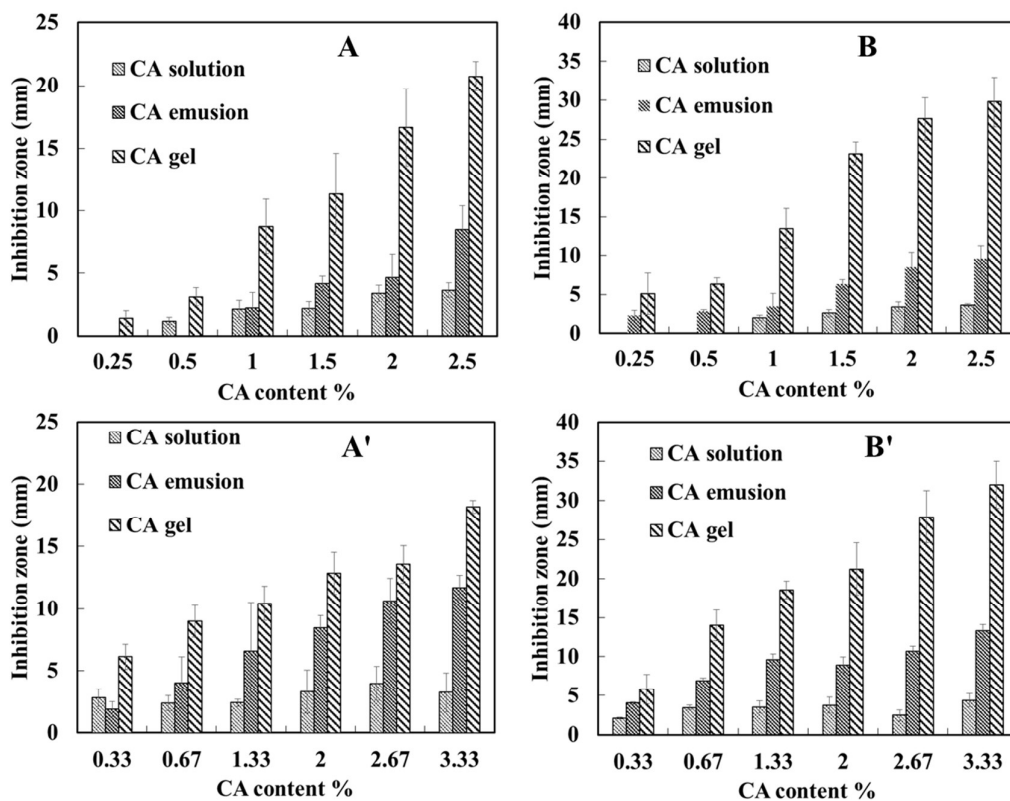 A
CA solution
CA emusion
CA gel
Inhibition zone (mm)
25
20
15
10
5
0
0.25 0.5 1 1.5 2 2.5
CA content %
B
CA solution
CA emusion
CA gel
Inhibition zone (mm)
40
35
30
25
20
15
10
5
0
0.25 0.5 1 1.5 2 2.5
CA content %
A'
CA solution
CA emusion
CA gel
Inhibition zone (mm)
25
20
15
10
5
0
0.33 0.67 1.33 2 2.67 3.33
CA content %
B'
CA solution
CA emusion
CA gel
Inhibition zone (mm)
40
35
30
25
20
15
10
5
0
0.33 0.67 1.33 2 2.67 3.33
CA content %